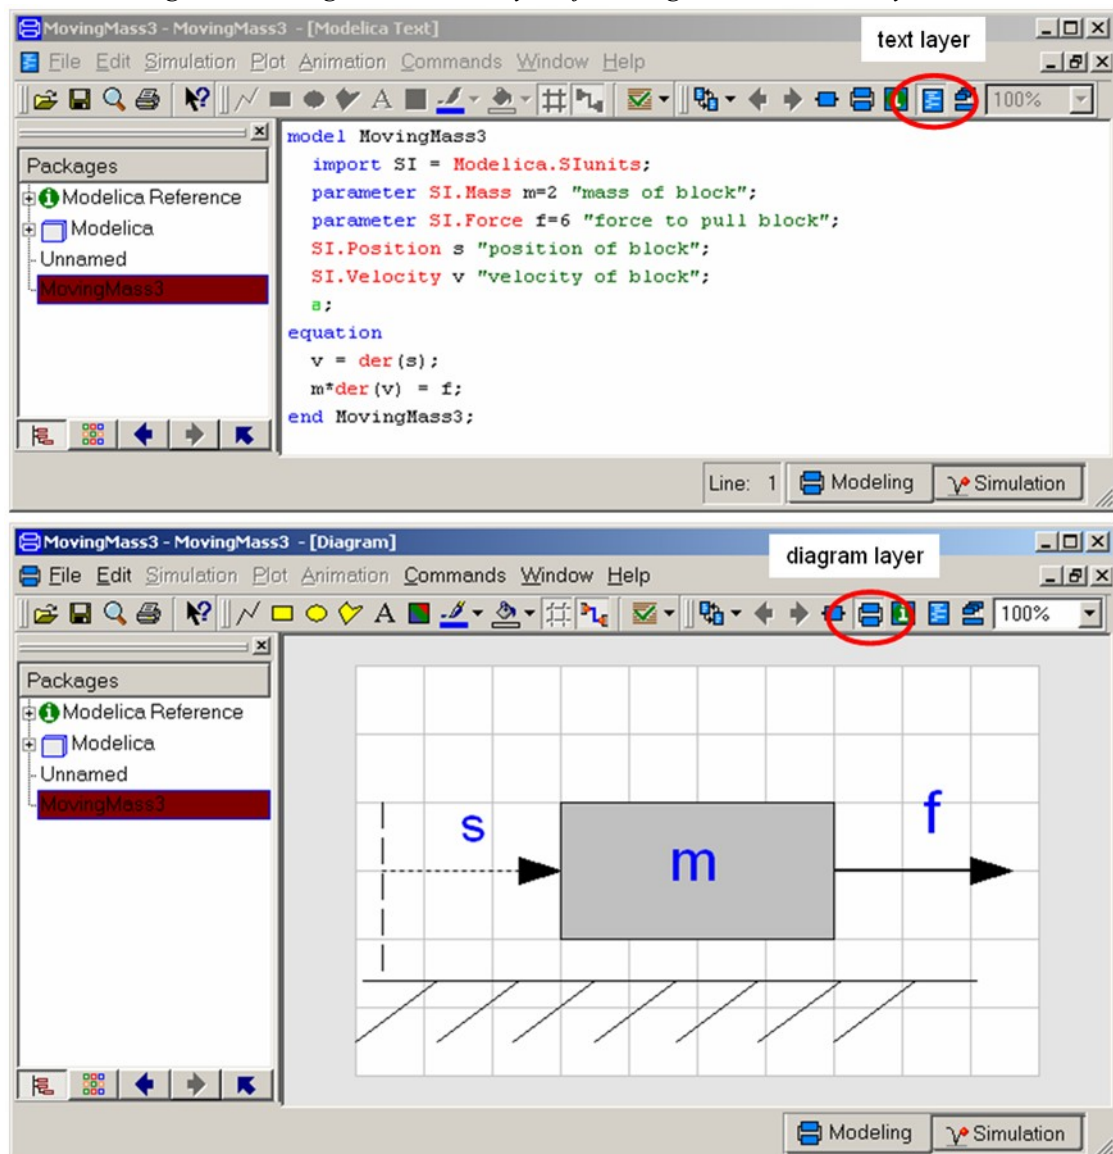 MovingMass3 - MovingMass3 - [Modelica Text]
text layer
File Edit Simulation Plot Animation Commands Window Help
A
100%
Packages
Modelica Reference
Modelica
Unnamed
MovingMass3
model MovingMass3
import SI = Modelica.SIunits;
parameter SI.Mass m=2 "mass of block";
parameter SI.Force f=6 "force to pull block";
SI.Position s "position of block";
SI.Velocity v "velocity of block";
a;
equation
v = der(s);
m*der(v) = f;
end MovingMass3;
Line: 1 Modeling Simulation
MovingMass3 - MovingMass3 - [Diagram]
diagram layer
File Edit Simulation Plot Animation Commands Window Help
A
100%
Packages
Modelica Reference
Modelica
Unnamed
MovingMass3
s
m
f
Modeling Simulation